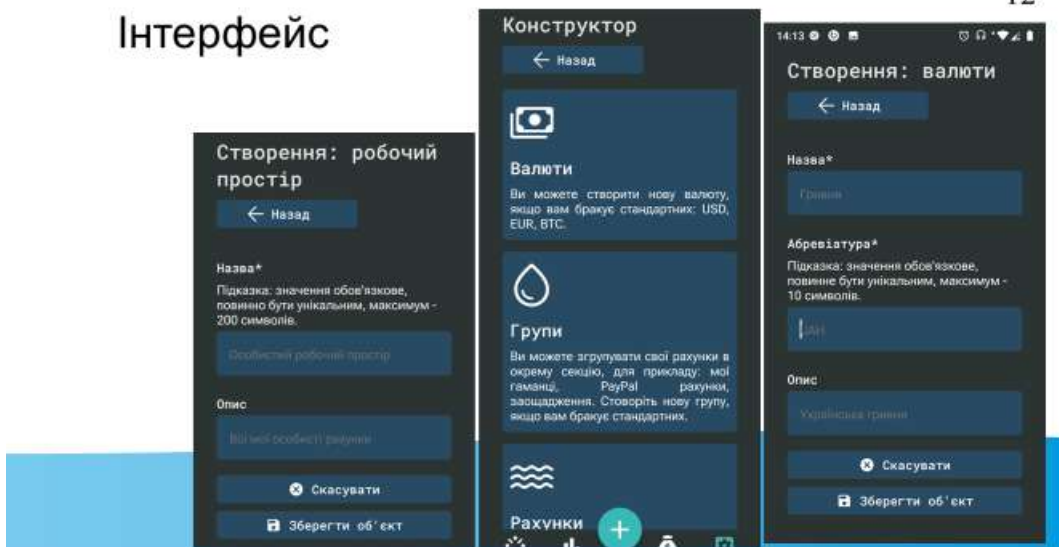 12
Інтерфейс
Створення: робочий
простір
← Назад
Назва*
Підказка: значення обов'язкове,
повинно бути унікальним, максимум -
200 символів.
Особистий робочий простір
Опис
Всі мої особисті рахунки
Скасувати
Зберегти об'єкт
Конструктор
← Назад
Валюти
Ви можете створити нову валюту,
якщо вам бракує стандартних: USD,
EUR, BTC.
Групи
Ви можете згрупувати свої рахунки в
окрему секцію, для прикладу: мої
гаманці, PayPal рахунки,
заощадження. Стоворіть нову групу,
якщо вам бракує стандартних.
Рахунки
14:13
Створення: валюти
← Назад
Назва*
Гривня
Абревіатура*
Підказка: значення обов'язкове,
повинне бути унікальним, максимум -
10 символів.
UAH
Опис
Українська гривня
Скасувати
Зберегти об'єкт